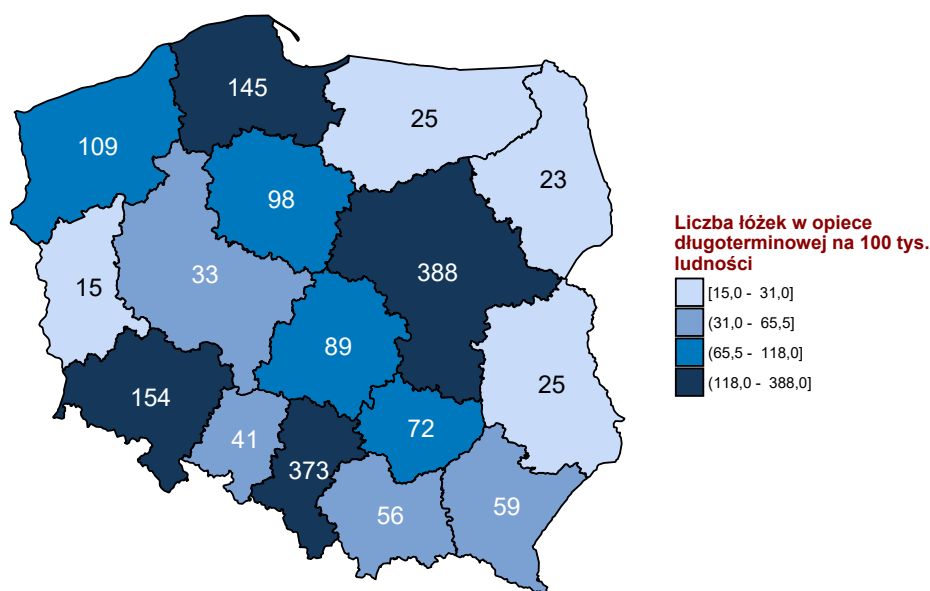 145
25
109
23
98
388
33
15
89
25
154
72
41
373
59
56
Liczba łóżek w opiece
długoterminowej na 100 tys.
ludności
[15,0 - 31,0]
(31,0 - 65,5]
(65,5 - 118,0]
(118,0 - 388,0]